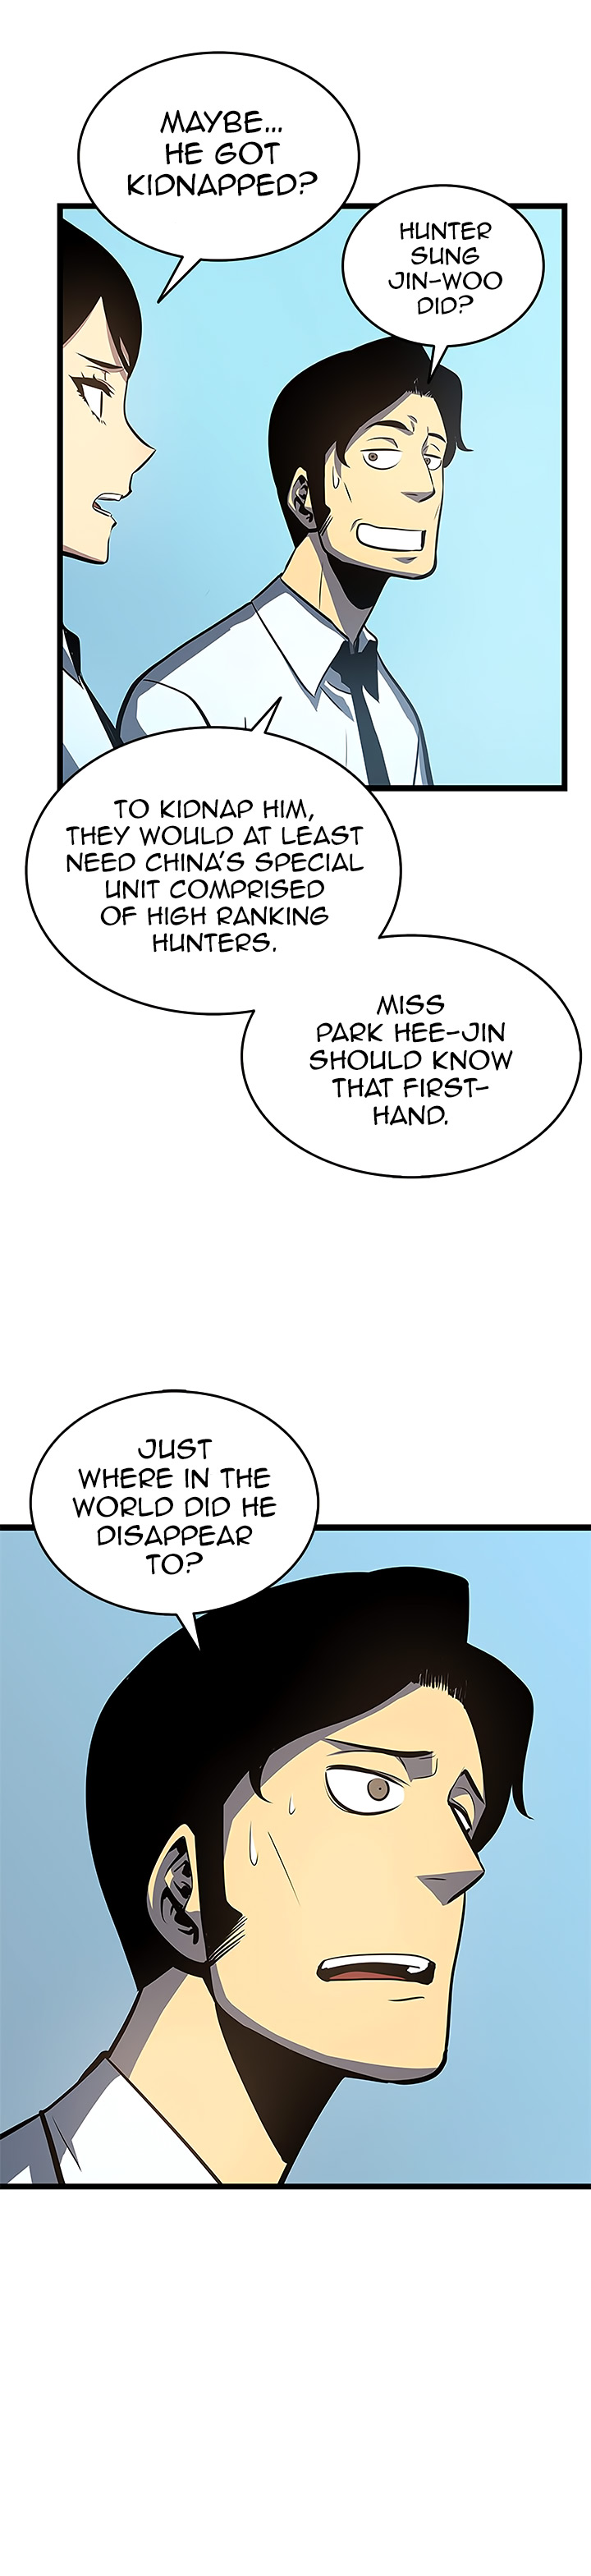 MAYBE...
HE GOT
KIDNAPPED?
HUNTER
SUNG
JIN-WOO
DID?
TO KIDNAP HIM,
THEY WOULD AT LEAST
NEED CHINA'S SPECIAL
UNIT COMPRISED
OF HIGH RANKING
HUNTERS.
MISS
PARK HEE-JIN
SHOULD KNOW
THAT FIRST-
HAND.
JUST
WHERE IN THE
WORLD DID HE
DISAPPEAR
TO?